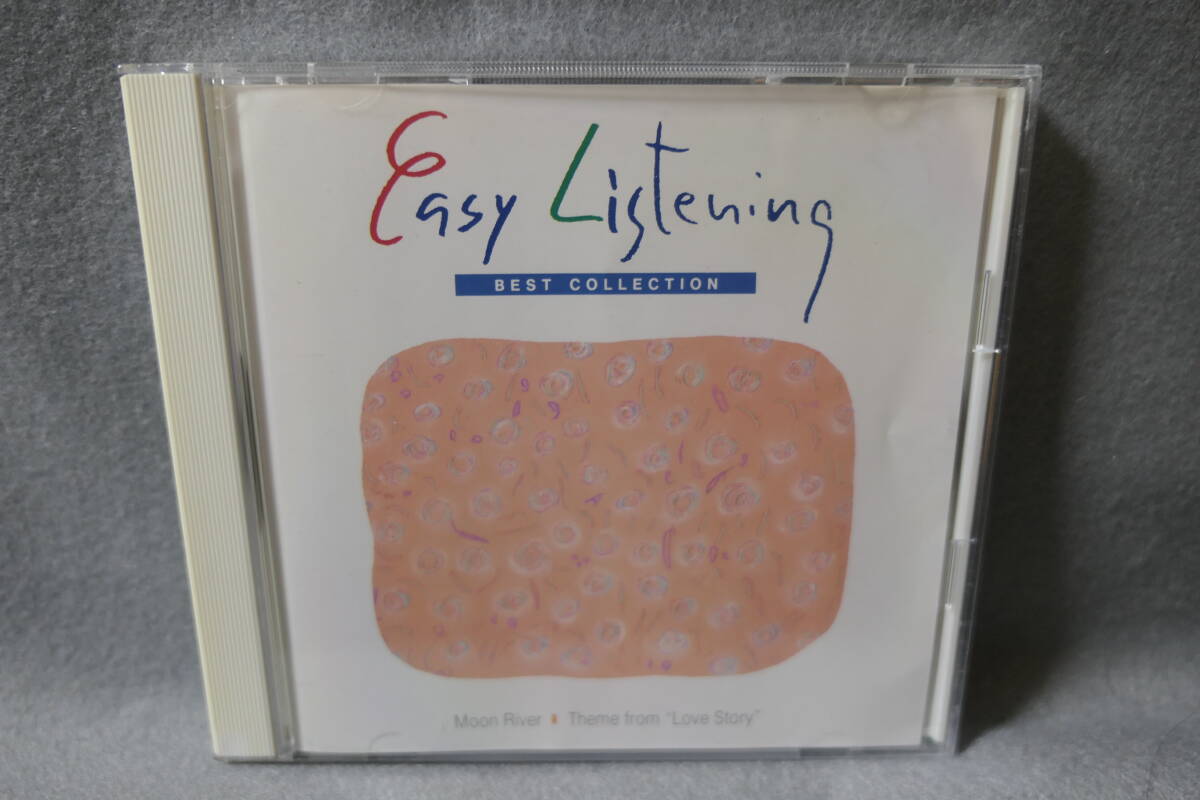 Easy Listening
BEST COLLECTION
Moon River ▮ Theme from "Love Story"